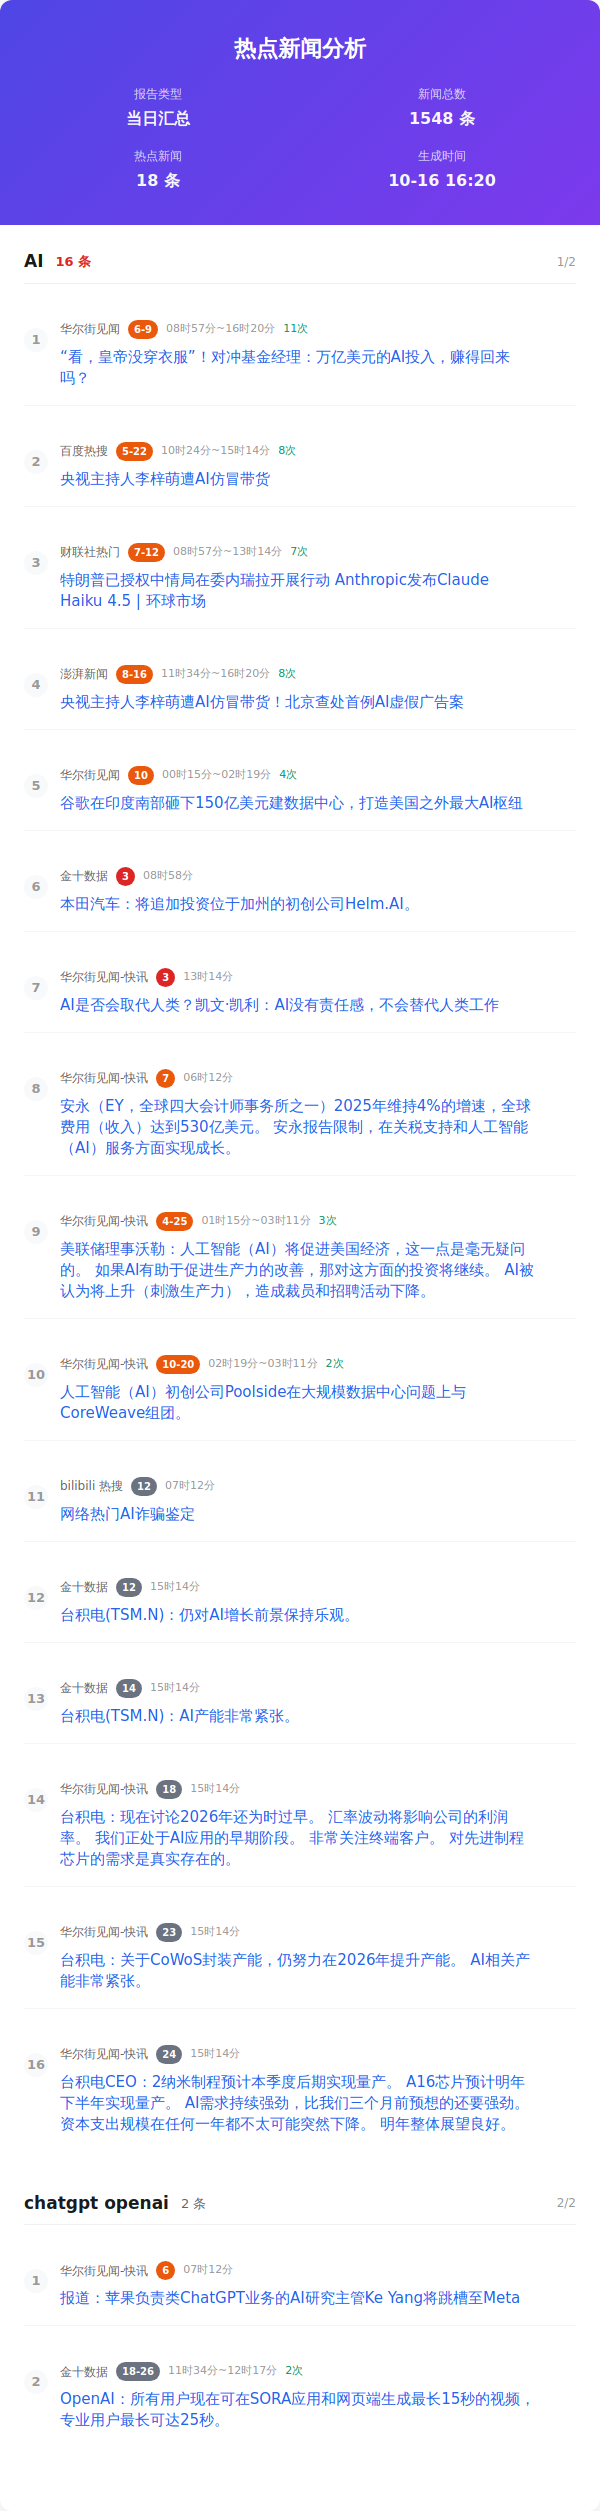 热点新闻分析
报告类型
新闻总数
当日汇总
1548 条
热点新闻
生成时间
18 条
10-16 16:20
AI 16 条 1/2
1
华尔街见闻 6-9 08时57分~16时20分 11次
“看，皇帝没穿衣服”！对冲基金经理：万亿美元的AI投入，赚得回来
吗？
2
百度热搜 5-22 10时24分~15时14分 8次
央视主持人李梓萌遭AI仿冒带货
3
财联社热门 7-12 08时57分~13时14分 7次
特朗普已授权中情局在委内瑞拉开展行动 Anthropic发布Claude
Haiku 4.5 | 环球市场
4
澎湃新闻 8-16 11时34分~16时20分 8次
央视主持人李梓萌遭AI仿冒带货！北京查处首例AI虚假广告案
5
华尔街见闻 10 00时15分~02时19分 4次
谷歌在印度南部砸下150亿美元建数据中心，打造美国之外最大AI枢纽
6
金十数据 3 08时58分
本田汽车：将追加投资位于加州的初创公司Helm.AI。
7
华尔街见闻-快讯 3 13时14分
AI是否会取代人类？凯文·凯利：AI没有责任感，不会替代人类工作
8
华尔街见闻-快讯 7 06时12分
安永（EY，全球四大会计师事务所之一）2025年维持4%的增速，全球
费用（收入）达到530亿美元。 安永报告限制，在关税支持和人工智能
（AI）服务方面实现成长。
9
华尔街见闻-快讯 4-25 01时15分~03时11分 3次
美联储理事沃勒：人工智能（AI）将促进美国经济，这一点是毫无疑问
的。 如果AI有助于促进生产力的改善，那对这方面的投资将继续。 AI被
认为将上升（刺激生产力），造成裁员和招聘活动下降。
10
华尔街见闻-快讯 10-20 02时19分~03时11分 2次
人工智能（AI）初创公司Poolside在大规模数据中心问题上与
CoreWeave组团。
11
bilibili 热搜 12 07时12分
网络热门AI诈骗鉴定
12
金十数据 12 15时14分
台积电(TSM.N)：仍对AI增长前景保持乐观。
13
金十数据 14 15时14分
台积电(TSM.N)：AI产能非常紧张。
14
华尔街见闻-快讯 18 15时14分
台积电：现在讨论2026年还为时过早。 汇率波动将影响公司的利润
率。 我们正处于AI应用的早期阶段。 非常关注终端客户。 对先进制程
芯片的需求是真实存在的。
15
华尔街见闻-快讯 23 15时14分
台积电：关于CoWoS封装产能，仍努力在2026年提升产能。 AI相关产
能非常紧张。
16
华尔街见闻-快讯 24 15时14分
台积电CEO：2纳米制程预计本季度后期实现量产。 A16芯片预计明年
下半年实现量产。 AI需求持续强劲，比我们三个月前预想的还要强劲。
资本支出规模在任何一年都不太可能突然下降。 明年整体展望良好。
chatgpt openai 2 条 2/2
1
华尔街见闻-快讯 6 07时12分
报道：苹果负责类ChatGPT业务的AI研究主管Ke Yang将跳槽至Meta
2
金十数据 18-26 11时34分~12时17分 2次
OpenAI：所有用户现在可在SORA应用和网页端生成最长15秒的视频，
专业用户最长可达25秒。